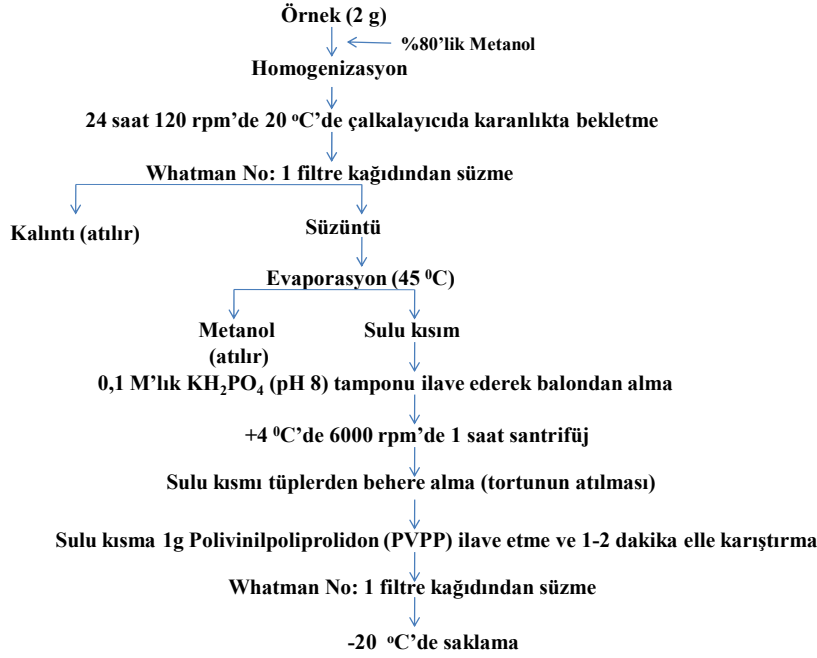 Örnek (2 g)
%80’lik Metanol
Homogenizasyon
24 saat 120 rpm’de 20 ºC’de çalkalayıcıda karanlıkta bekletme
Whatman No: 1 filtre kağıdından süzme
Kalıntı (atılır)
Süzüntü
Evaporasyon (45 ⁰C)
Metanol
(atılır)
Sulu kısım
0,1 M’lık KH₂PO₄ (pH 8) tamponu ilave ederek balondan alma
+4 ⁰C’de 6000 rpm’de 1 saat santrifüj
Sulu kısmı tüplerden behere alma (tortunun atılması)
Sulu kısma 1g Polivinilpoliprolidon (PVPP) ilave etme ve 1-2 dakika elle karıştırma
Whatman No: 1 filtre kağıdından süzme
-20 ºC’de saklama